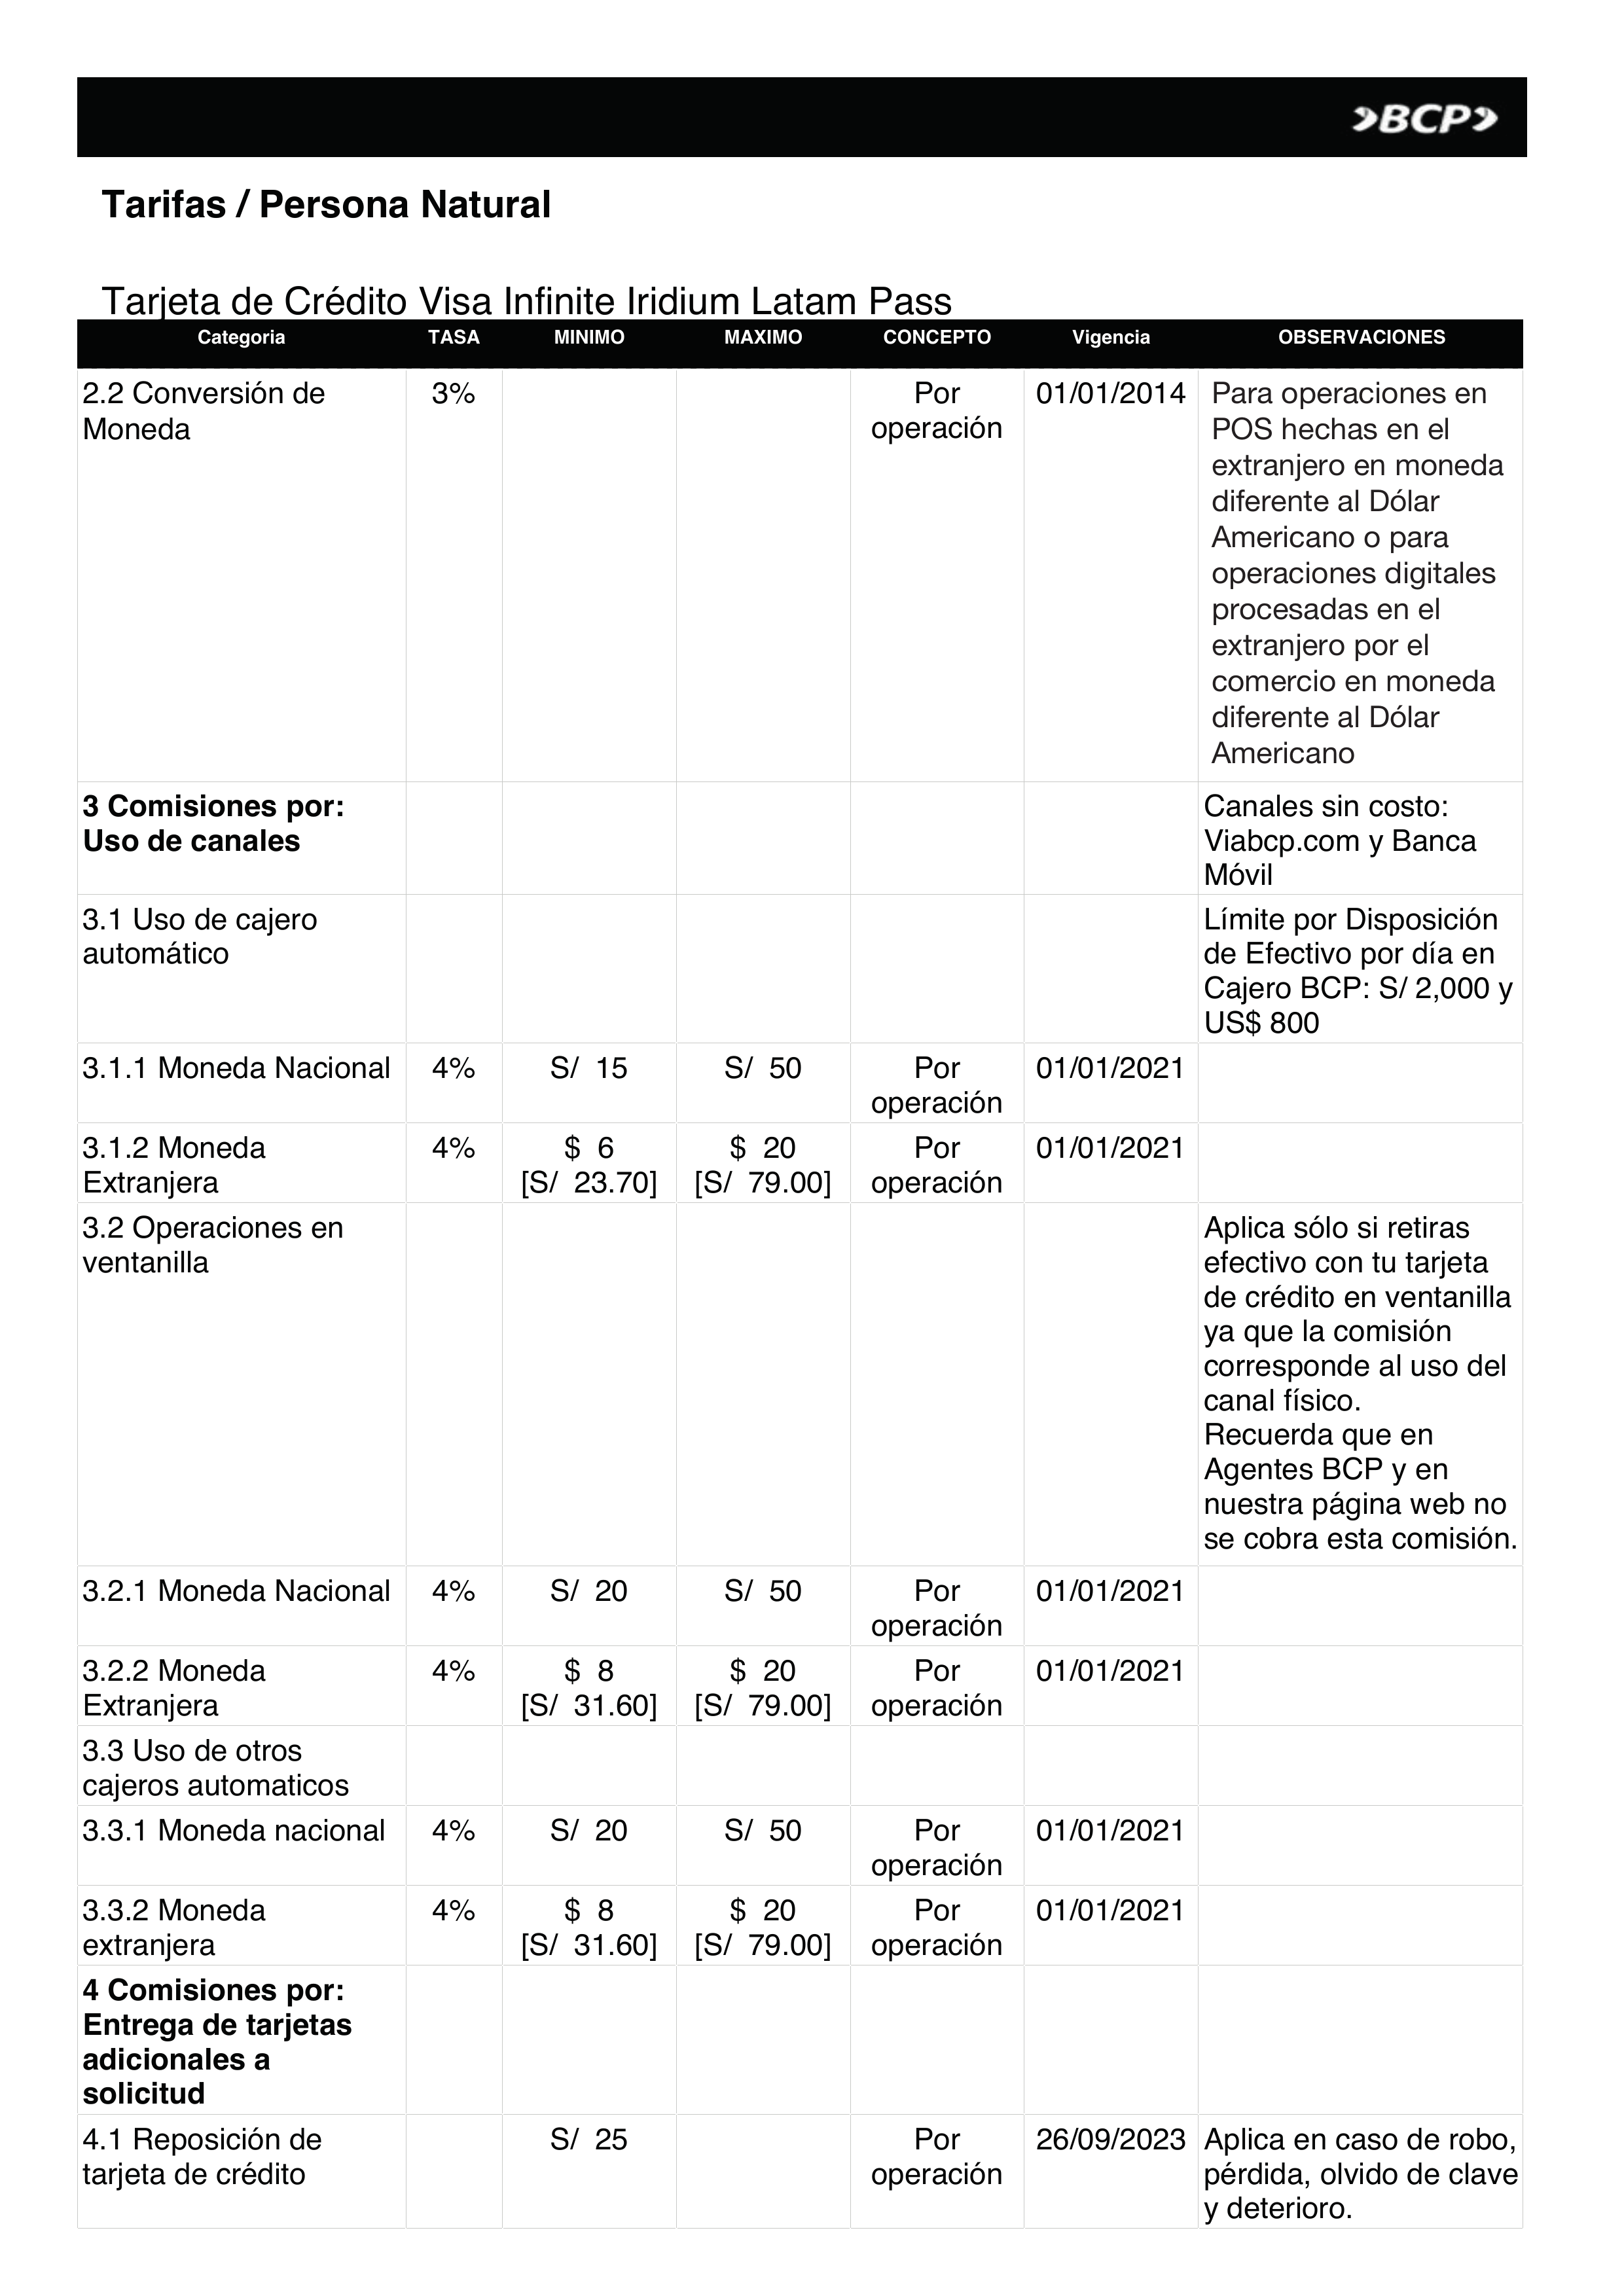 BCP
Tarifas / Persona Natural
Tarjeta de Crédito Visa Infinite Iridium Latam Pass
Categoria TASA MINIMO MAXIMO CONCEPTO Vigencia OBSERVACIONES
2.2 Conversión de Moneda 3% Por operación 01/01/2014
Para operaciones en
POS hechas en el
extranjero en moneda
diferente al Dólar
Americano o para
operaciones digitales
procesadas en el
extranjero por el
comercio en moneda
diferente al Dólar
Americano
3 Comisiones por:
Uso de canales
Canales sin costo:
Viabcp.com y Banca
Móvil
3.1 Uso de cajero
automático
Límite por Disposición
de Efectivo por día en
Cajero BCP: S/ 2,000 y
US$ 800
3.1.1 Moneda Nacional 4% S/ 15 S/ 50 Por 01/01/2021
operación
3.1.2 Moneda 4% $ 6 $ 20 Por 01/01/2021
Extranjera [S/ 23.70] [S/ 79.00] operación
3.2 Operaciones en
ventanilla
Aplica sólo si retiras
efectivo con tu tarjeta
de crédito en ventanilla
ya que la comisión
corresponde al uso del
canal físico.
Recuerda que en
Agentes BCP y en
nuestra página web no
se cobra esta comisión.
3.2.1 Moneda Nacional 4% S/ 20 S/ 50 Por 01/01/2021
operación
3.2.2 Moneda 4% $ 8 $ 20 Por 01/01/2021
Extranjera [S/ 31.60] [S/ 79.00] operación
3.3 Uso de otros
cajeros automaticos
3.3.1 Moneda nacional 4% S/ 20 S/ 50 Por 01/01/2021
operación
3.3.2 Moneda 4% $ 8 $ 20 Por 01/01/2021
extranjera [S/ 31.60] [S/ 79.00] operación
4 Comisiones por:
Entrega de tarjetas
adicionales a
solicitud
4.1 Reposición de S/ 25 Por 26/09/2023 Aplica en caso de robo,
tarjeta de crédito operación pérdida, olvido de clave
y deterioro.